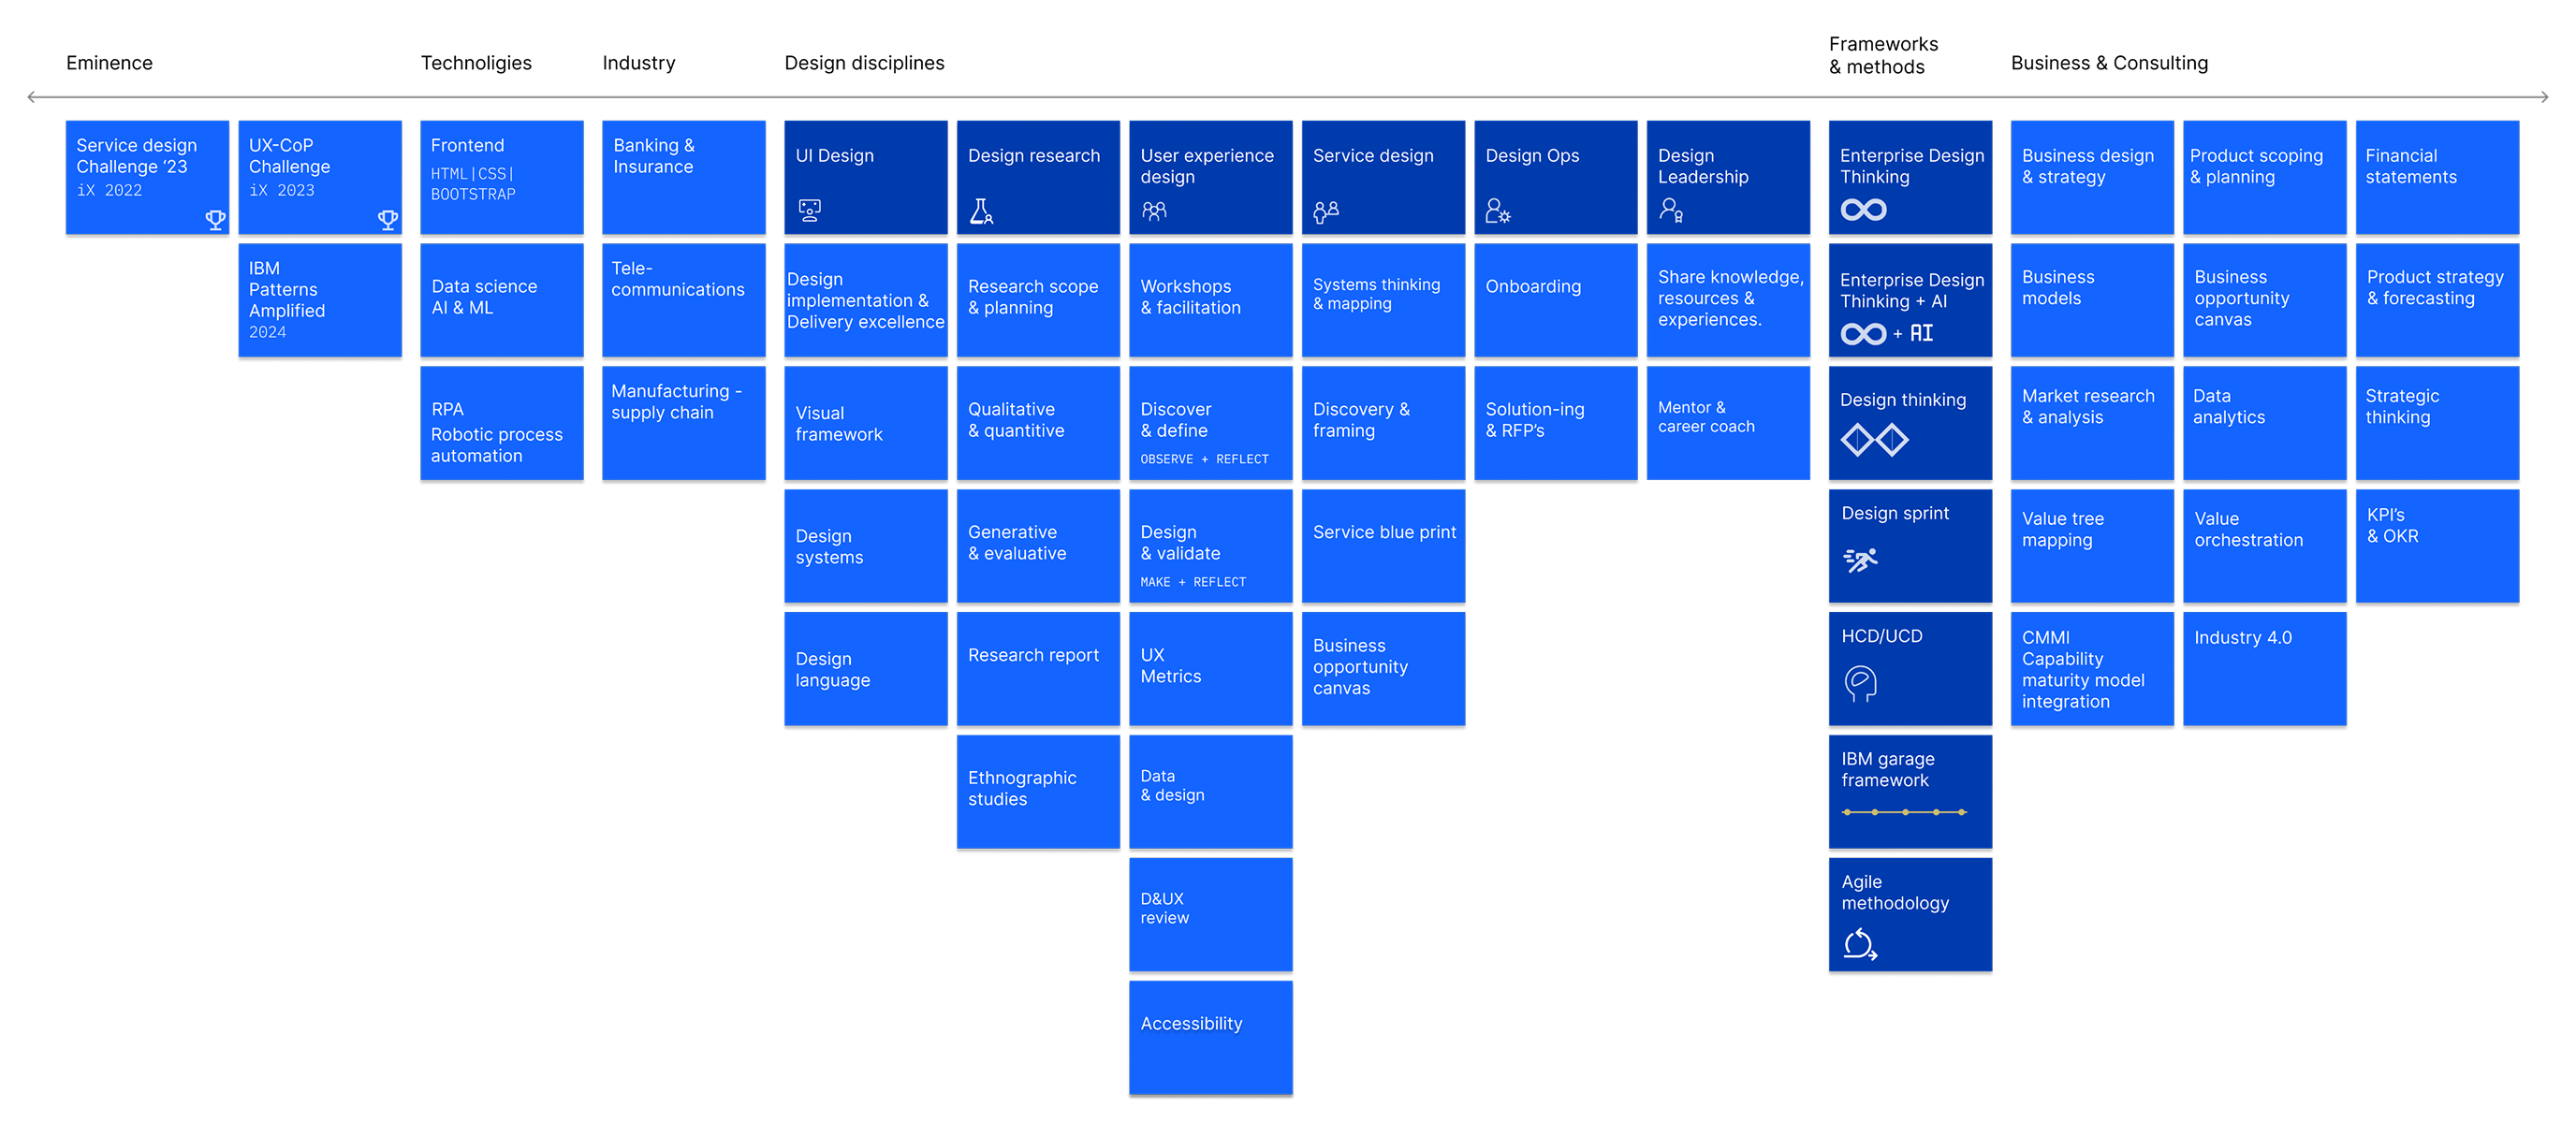 Eminence
Technoligies
Industry
Design disciplines
Frameworks
& methods
Business & Consulting
Service design
Challenge ‘23
iX 2022
UX-CoP
Challenge
iX 2023
IBM
Patterns
Amplified
2024
Frontend
HTML|CSS|
BOOTSTRAP
Data science
AI & ML
RPA
Robotic process
automation
Banking &
Insurance
Tele-
communications
Manufacturing -
supply chain
UI Design
Design
implementation &
Delivery excellence
Visual
framework
Design
systems
Design
language
Design research
Research scope
& planning
Qualitative
& quantitive
Generative
& evaluative
Research report
Ethnographic
studies
User experience
design
Workshops
& facilitation
Discover
& define
OBSERVE + REFLECT
Design
& validate
MAKE + REFLECT
UX
Metrics
Data
& design
D&UX
review
Accessibility
Service design
Systems thinking
& mapping
Discovery &
framing
Service blue print
Business
opportunity
canvas
Design Ops
Onboarding
Solution-ing
& RFP’s
Design
Leadership
Share knowledge,
resources &
experiences.
Mentor &
career coach
Enterprise Design
Thinking
Enterprise Design
Thinking + AI
+ AI
Design thinking
Design sprint
HCD/UCD
IBM garage
framework
Agile
methodology
Business design
& strategy
Business
models
Market research
& analysis
Value tree
mapping
CMMI
Capability
maturity model
integration
Product scoping
& planning
Business
opportunity
canvas
Data
analytics
Value
orchestration
Industry 4.0
Financial
statements
Product strategy
& forecasting
Strategic
thinking
KPI’s
& OKR